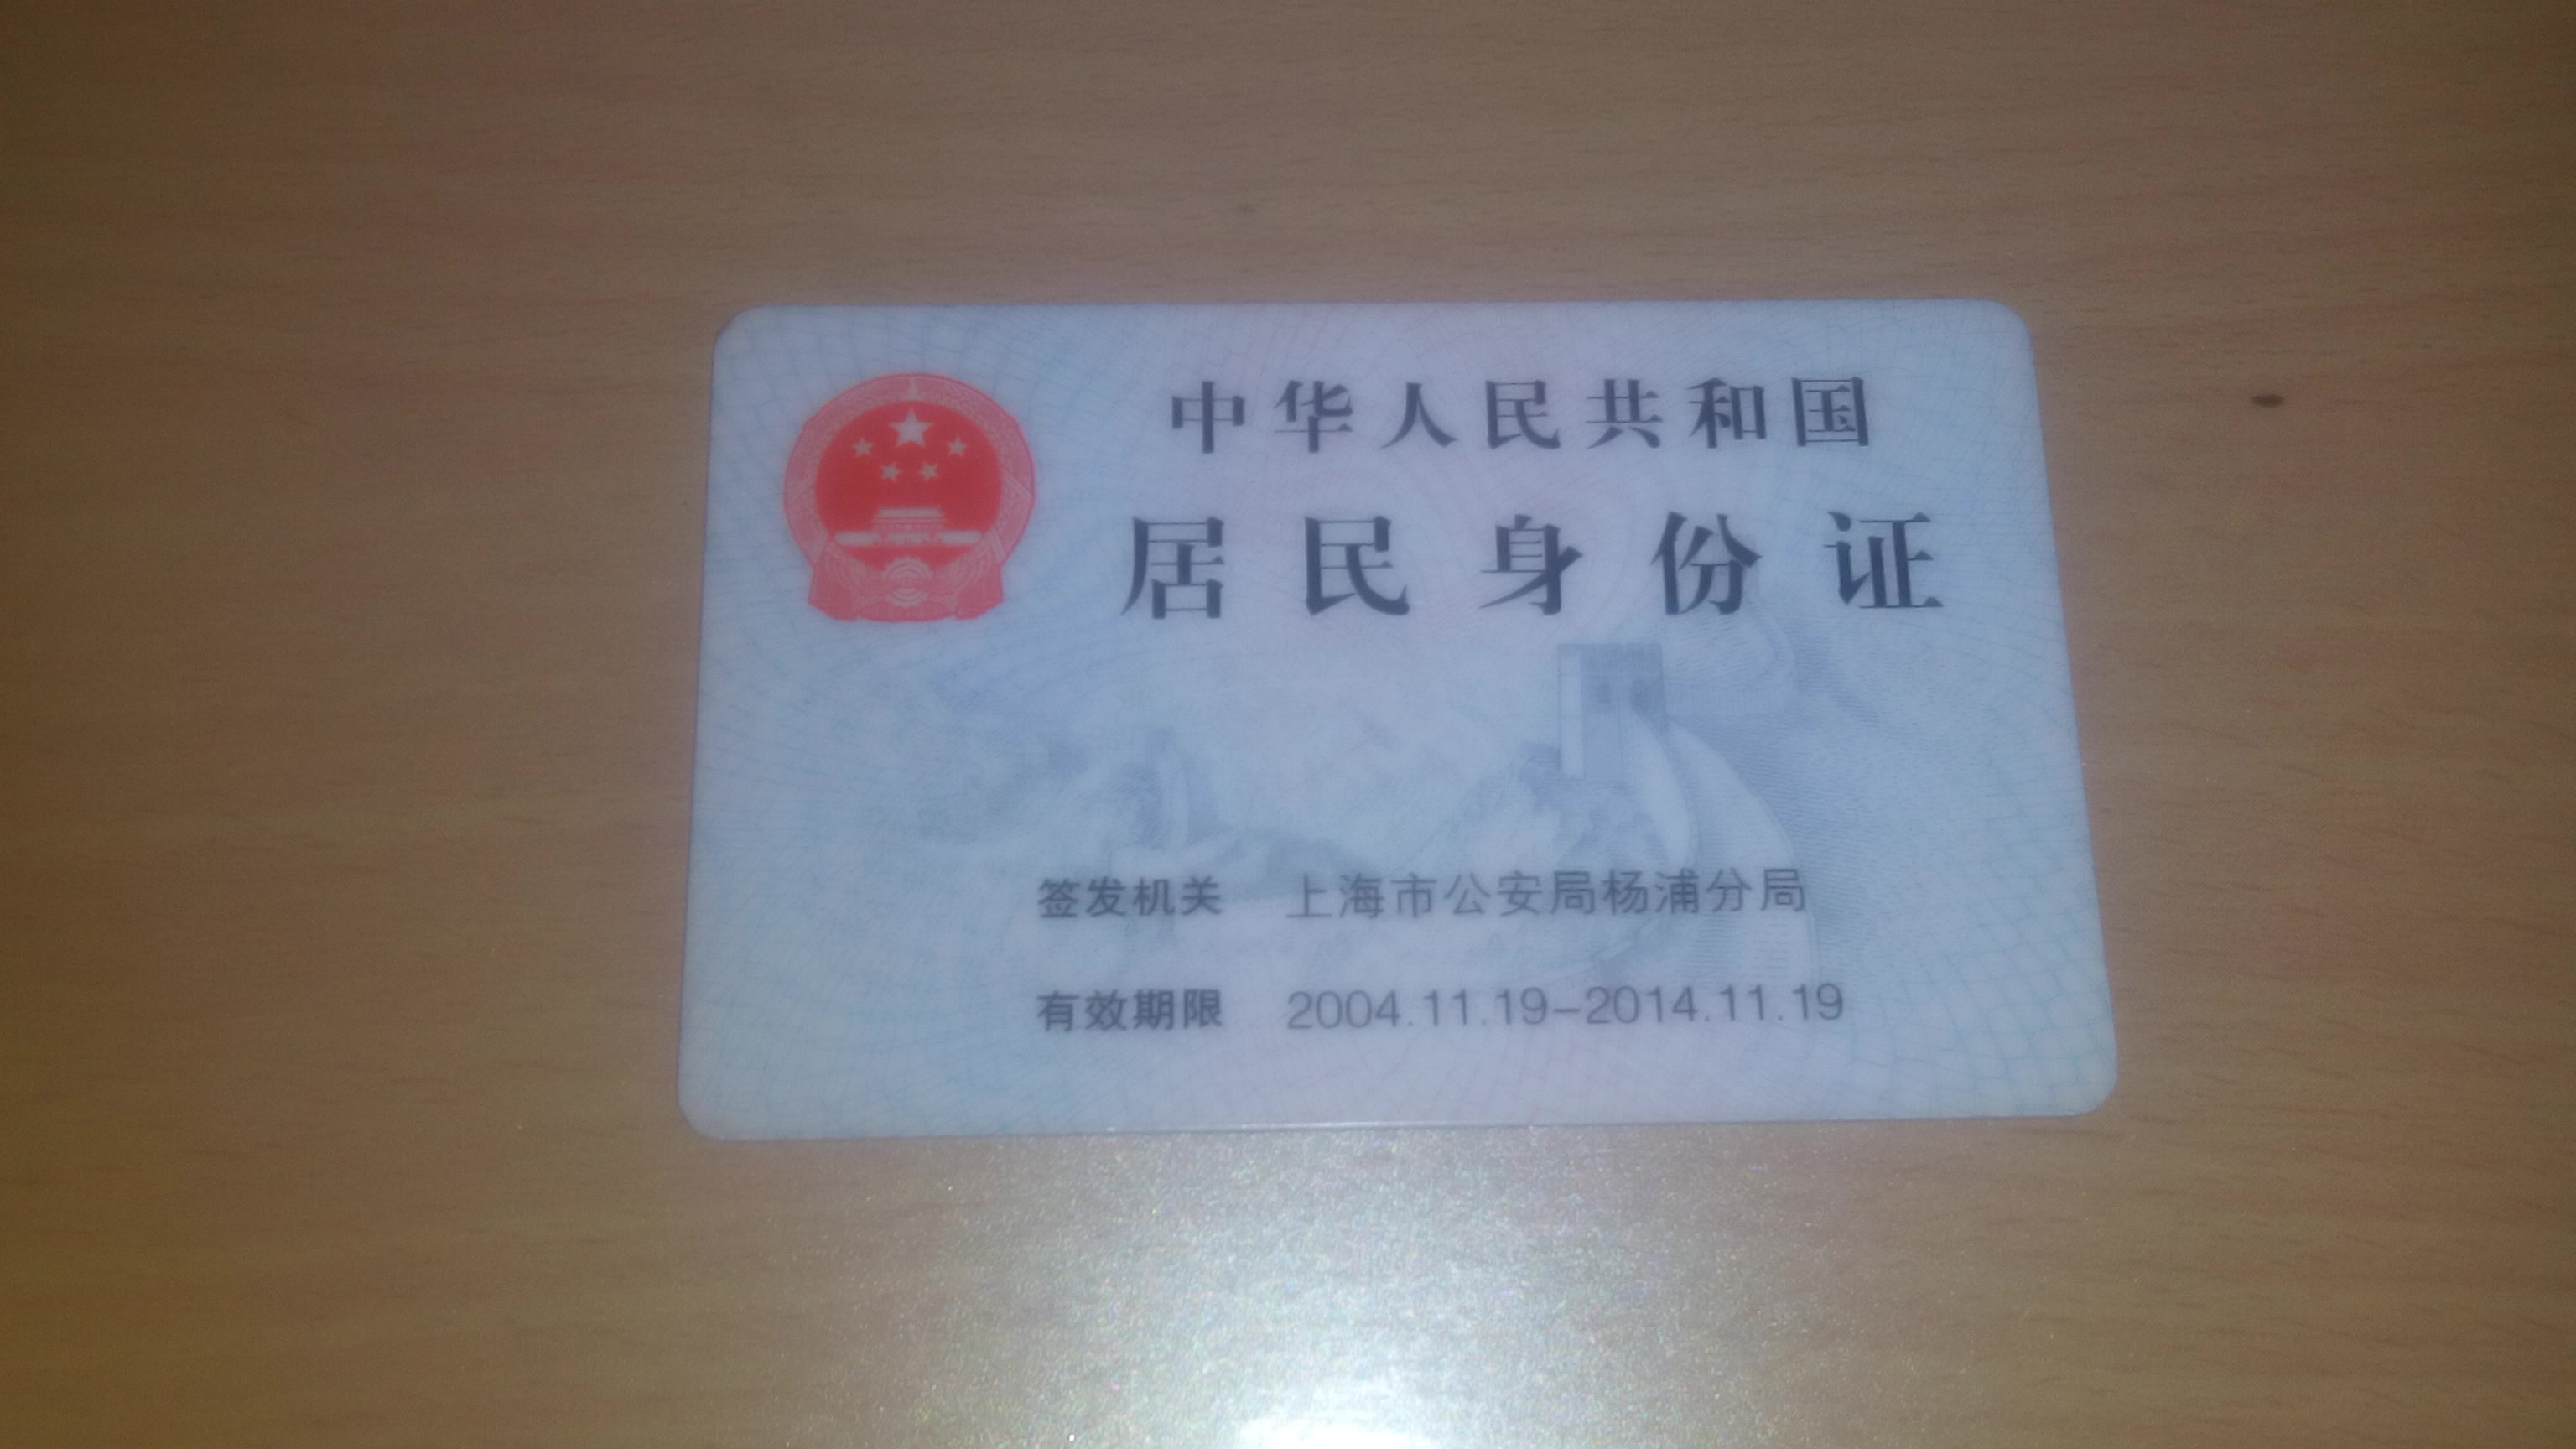 中华人民共和国
居民身份证
签发机关 上海市公安局杨浦分局
有效期限 2004.11.19-2014.11.19